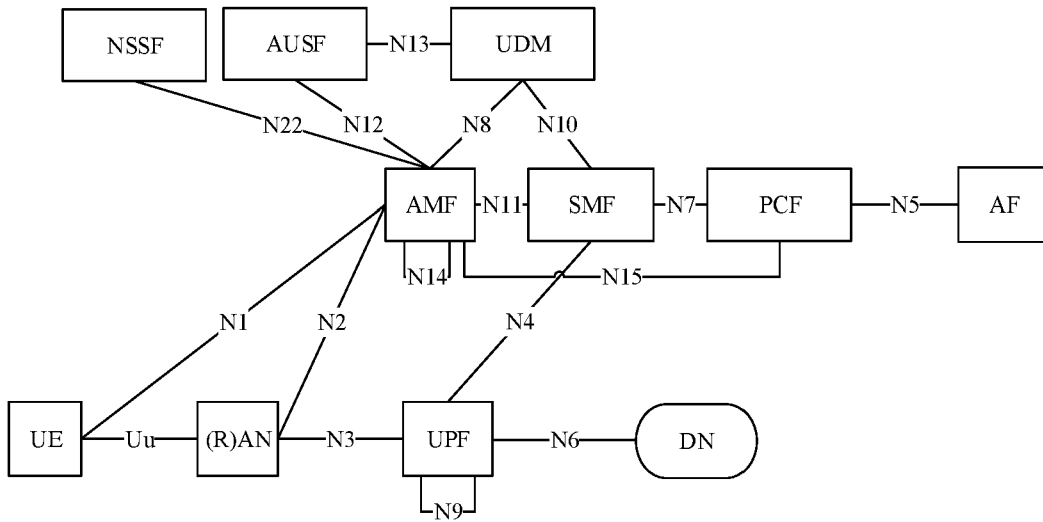 NSSF
AUSF
N13
UDM
N22
N12
N8
N10
AMF
N11
SMF
N7
PCF
N5
AF
N14
N15
N1
N2
N4
UE
Uu
(R)AN
N3
UPF
N6
DN
N9